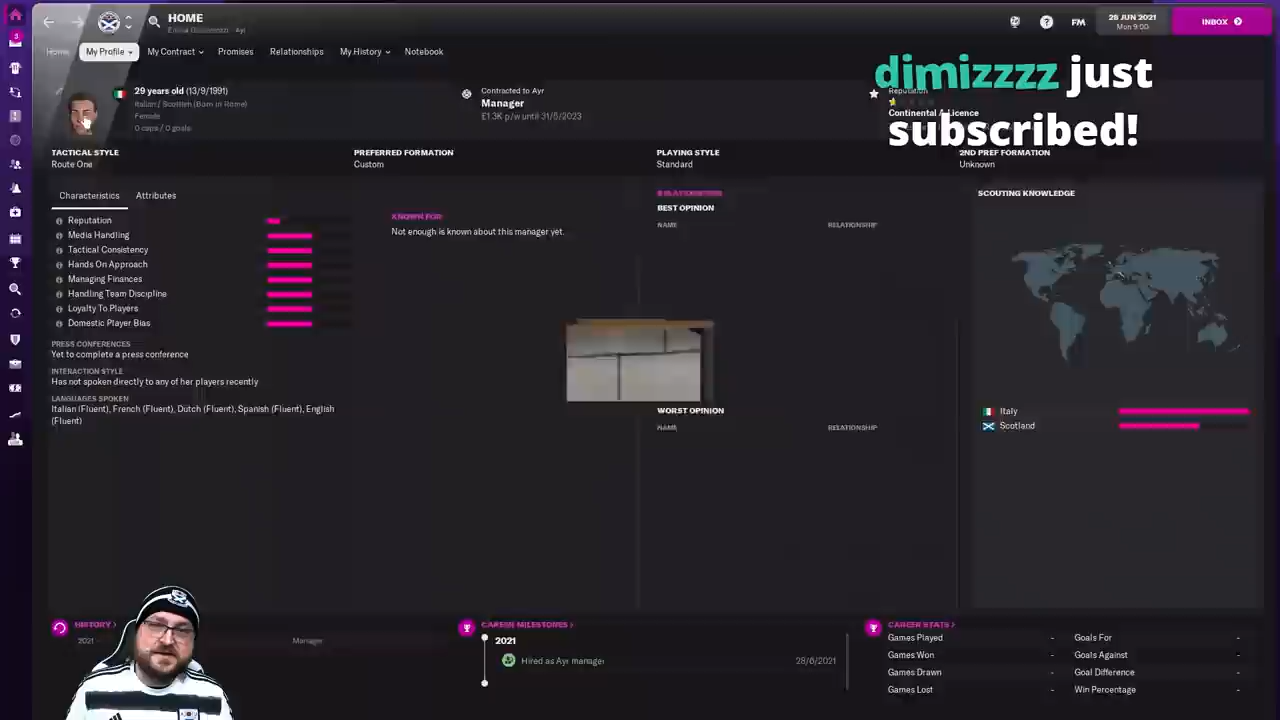 HOME
Ayr
28 JUN 2021
Mon 9:00
INBOX
FM
3
Home
My Profile
My Contract
Promises
Relationships
My History
Notebook
dimizzzz just
subscribed!
29 years old (13/9/1991)
Italian / Scottish (Born in Rome)
Female
0 caps / 0 goals
Contracted to Ayr
Manager
£1.3K p/w until 31/5/2023
Reputation
Continental A Licence
TACTICAL STYLE
Route One
PREFERRED FORMATION
Custom
PLAYING STYLE
Standard
2ND PREF FORMATION
Unknown
Characteristics
Attributes
Reputation
Media Handling
Tactical Consistency
Hands On Approach
Managing Finances
Handling Team Discipline
Loyalty To Players
Domestic Player Bias
PRESS CONFERENCES
Yet to complete a press conference
INTERACTION STYLE
Has not spoken directly to any of her players recently
LANGUAGES SPOKEN
Italian (Fluent), French (Fluent), Dutch (Fluent), Spanish (Fluent), English
(Fluent)
KNOWN FOR
Not enough is known about this manager yet.
RELATIONSHIPS
BEST OPINION
NAME
RELATIONSHIP
WORST OPINION
NAME
RELATIONSHIP
SCOUTING KNOWLEDGE
Italy
Scotland
HISTORY >
2021 -
Manager
CAREER MILESTONES >
2021
Hired as Ayr manager
28/6/2021
CAREER STATS >
Games Played -
Goals For -
Games Won -
Goals Against -
Games Drawn -
Goal Difference -
Games Lost -
Win Percentage -